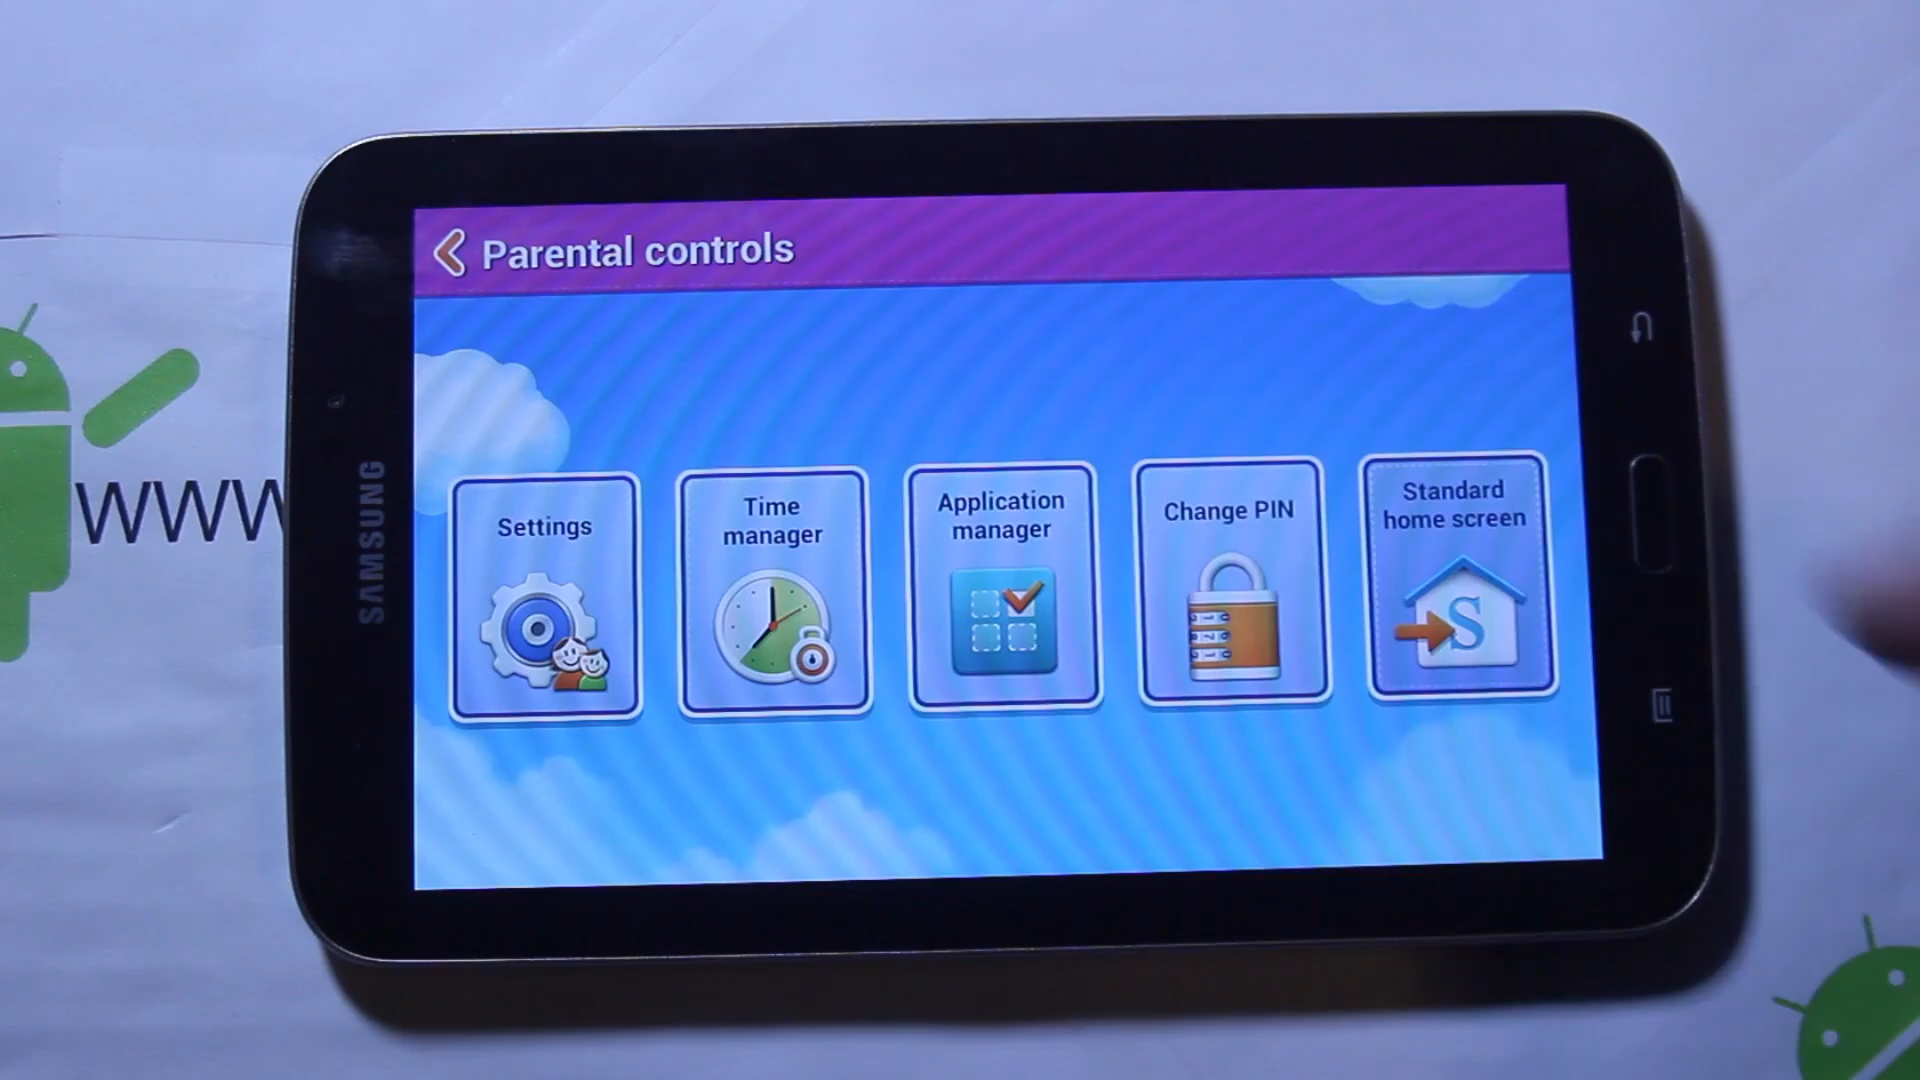 Parental controls
Settings
Time
manager
Application
manager
Change PIN
Standard
home screen
S
SAMSUNG
WWW